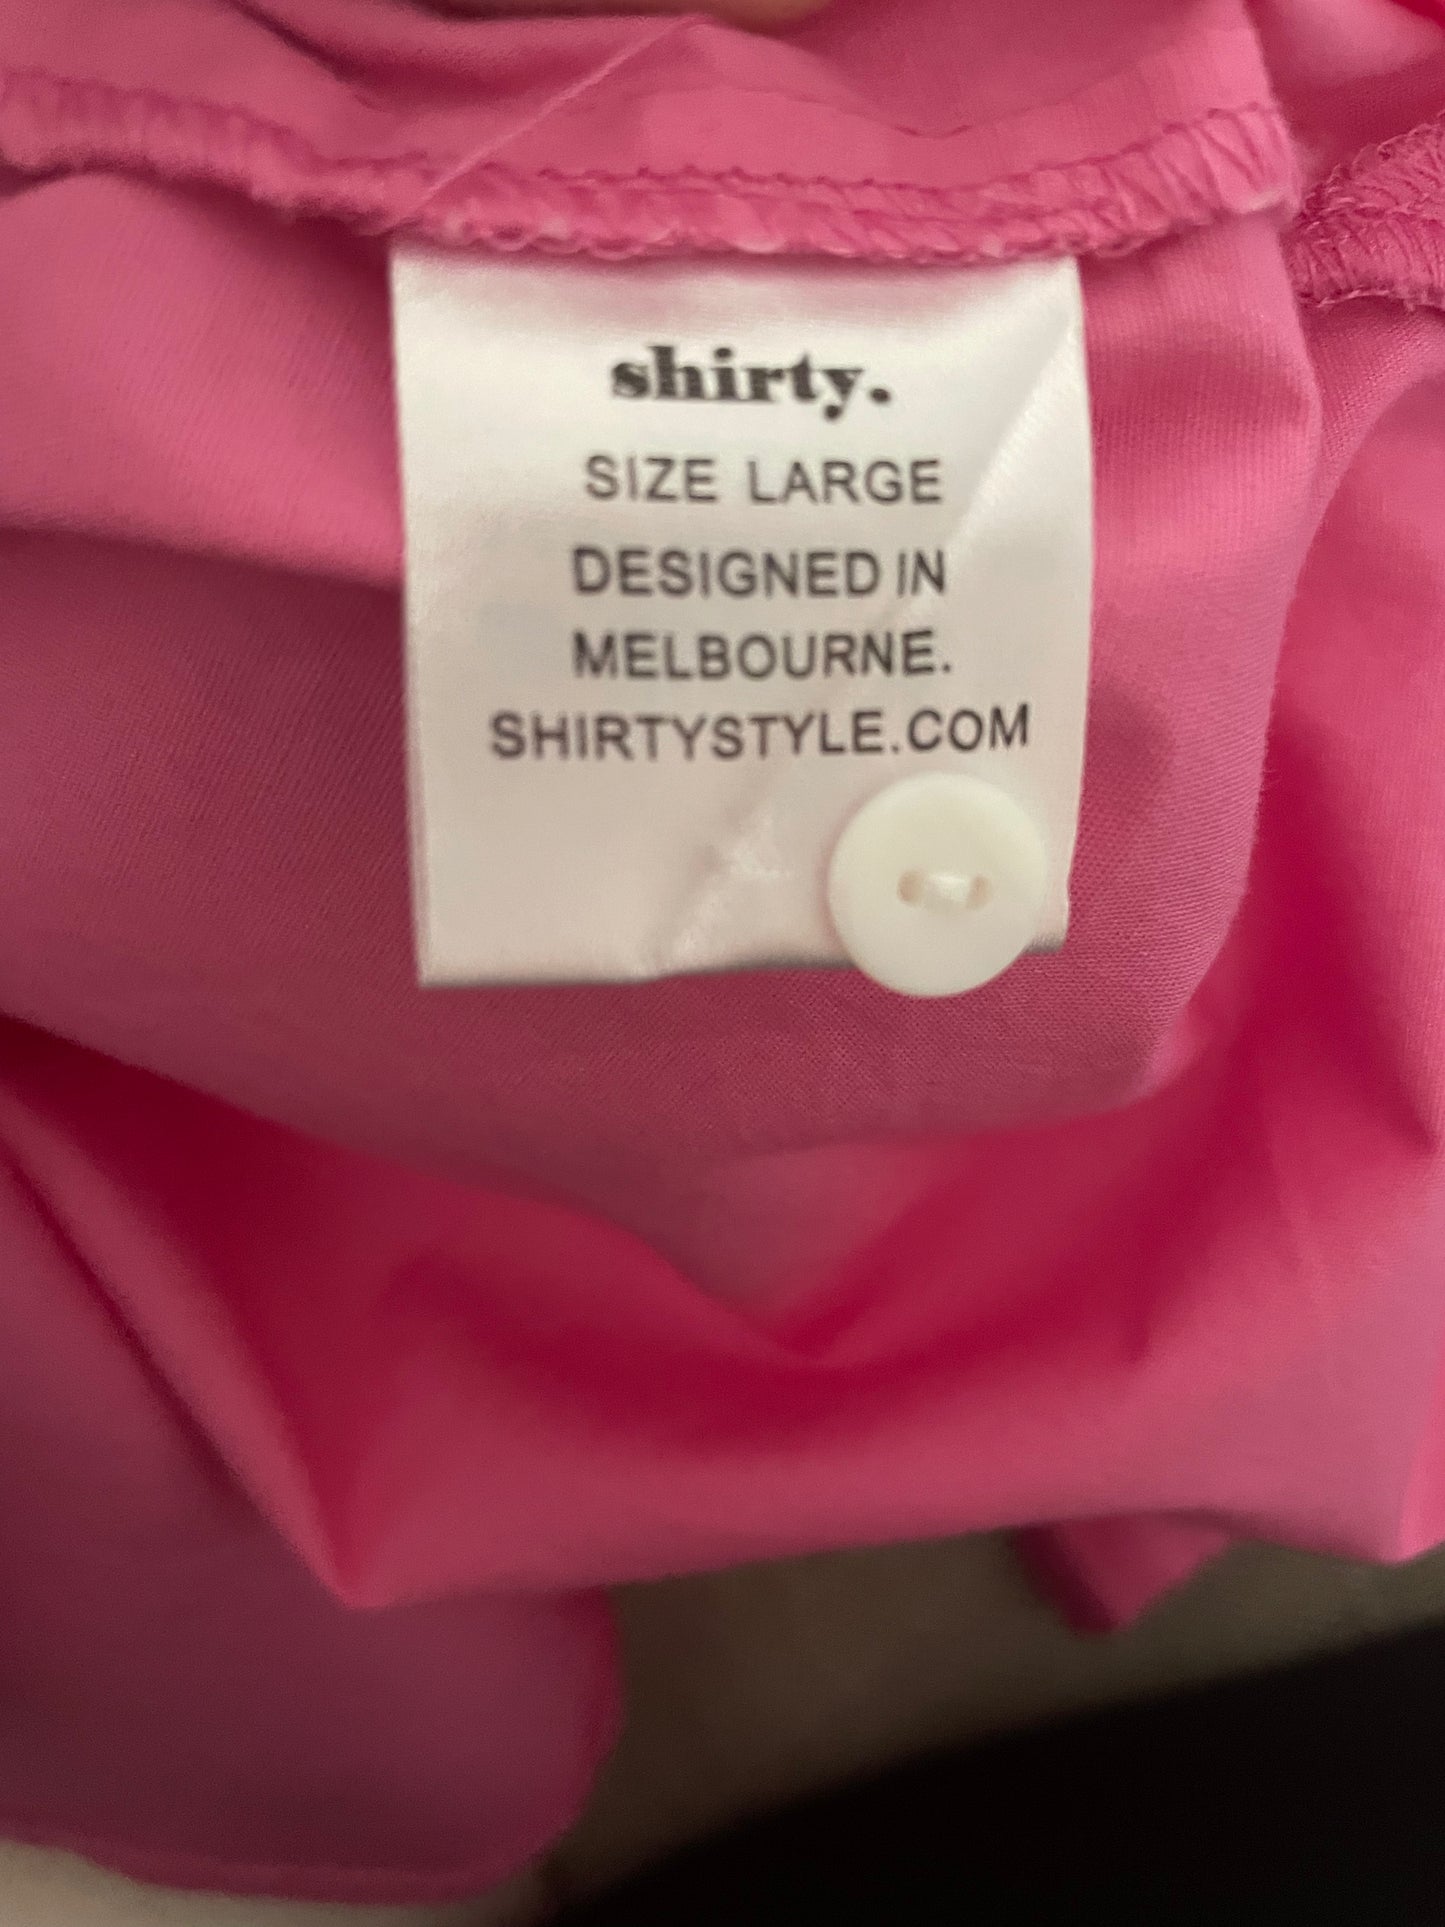 shirty.
SIZE LARGE
DESIGNED IN
MELBOURNE.
SHIRTYSTYLE.COM